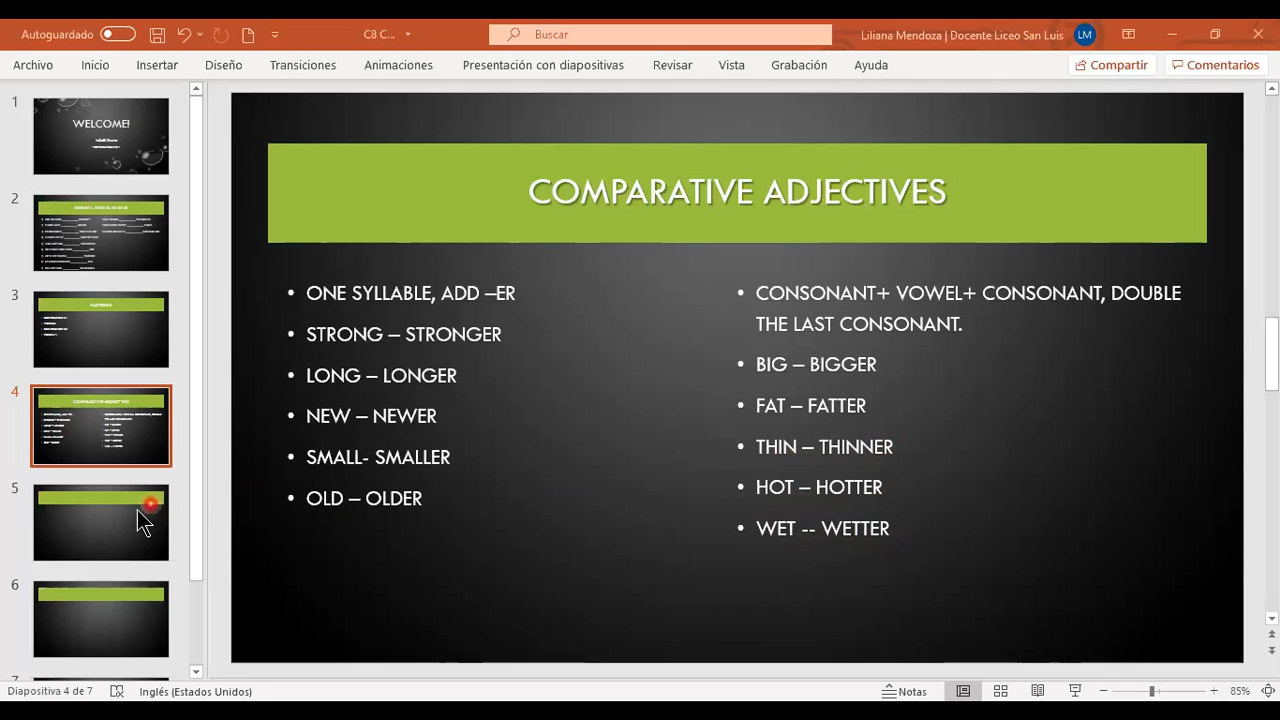 Autoguardado
C8 C...
Buscar
Liliana Mendoza | Docente Liceo San Luis
LM
Archivo
Inicio
Insertar
Diseño
Transiciones
Animaciones
Presentación con diapositivas
Revisar
Vista
Grabación
Ayuda
Compartir
Comentarios
1
WELCOME!
2
3
4
COMPARATIVE ADJECTIVES
5
6
7
COMPARATIVE ADJECTIVES
• ONE SYLLABLE, ADD –ER
• STRONG – STRONGER
• LONG – LONGER
• NEW – NEWER
• SMALL- SMALLER
• OLD – OLDER
• CONSONANT+ VOWEL+ CONSONANT, DOUBLE
THE LAST CONSONANT.
• BIG – BIGGER
• FAT – FATTER
• THIN – THINNER
• HOT – HOTTER
• WET -- WETTER
Diapositiva 4 de 7
Inglés (Estados Unidos)
Notas
85%